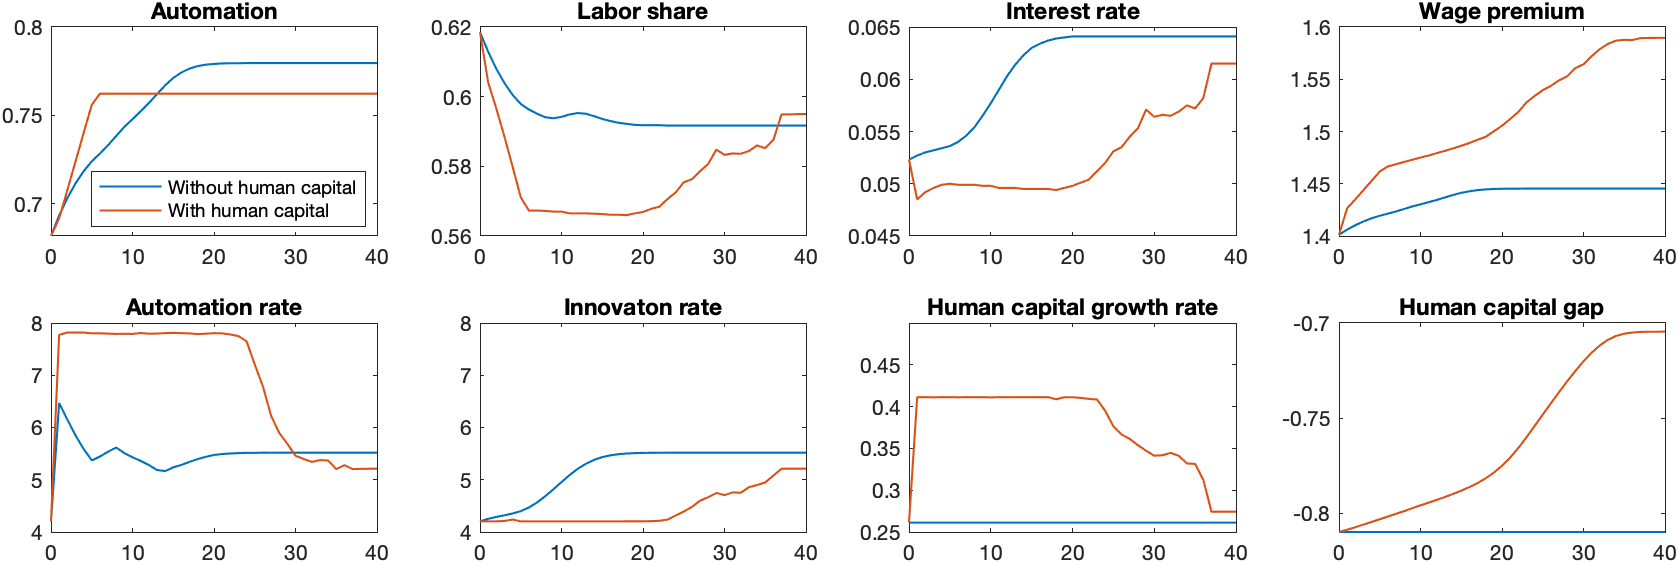 Automation
Labor share
Interest rate
Wage premium
0.8
0.75
0.7
0 10 20 30 40
Without human capital
With human capital
0.62
0.6
0.58
0.56
0 10 20 30 40
0.065
0.06
0.055
0.05
0.045
0 10 20 30 40
1.6
1.55
1.5
1.45
1.4
0 10 20 30 40
Automation rate
Innovaton rate
Human capital growth rate
Human capital gap
8
7
6
5
4
0 10 20 30 40
8
7
6
5
4
0 10 20 30 40
0.45
0.4
0.35
0.3
0.25
0 10 20 30 40
-0.7
-0.75
-0.8
0 10 20 30 40